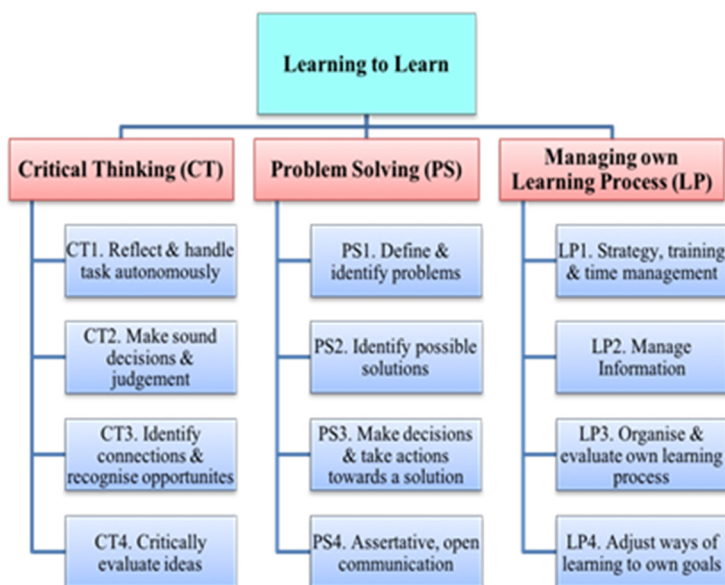 Learning to Learn
Critical Thinking (CT)
CT1. Reflect & handle
task autonomously
CT2. Make sound
decisions &
judgement
CT3. Identify
connections &
recognise opportunites
CT4. Critically
evaluate ideas
Problem Solving (PS)
PS1. Define &
identify problems
PS2. Identify possible
solutions
PS3. Make decisions
& take actions
towards a solution
PS4. Assertative, open
communication
Managing own
Learning Process (LP)
LP1. Strategy, training
& time management
LP2. Manage
Information
LP3. Organise &
evaluate own learning
process
LP4. Adjust ways of
learning to own goals